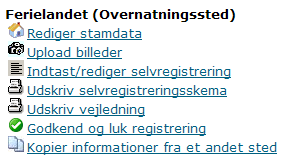 Ferielandet (Overnatningssted)
Rediger stamdata
Upload billeder
Indtast/rediger selvregistrering
Udskriv selvregistreringsskema
Udskriv vejledning
Godkend og luk registrering
Kopier informationer fra et andet sted